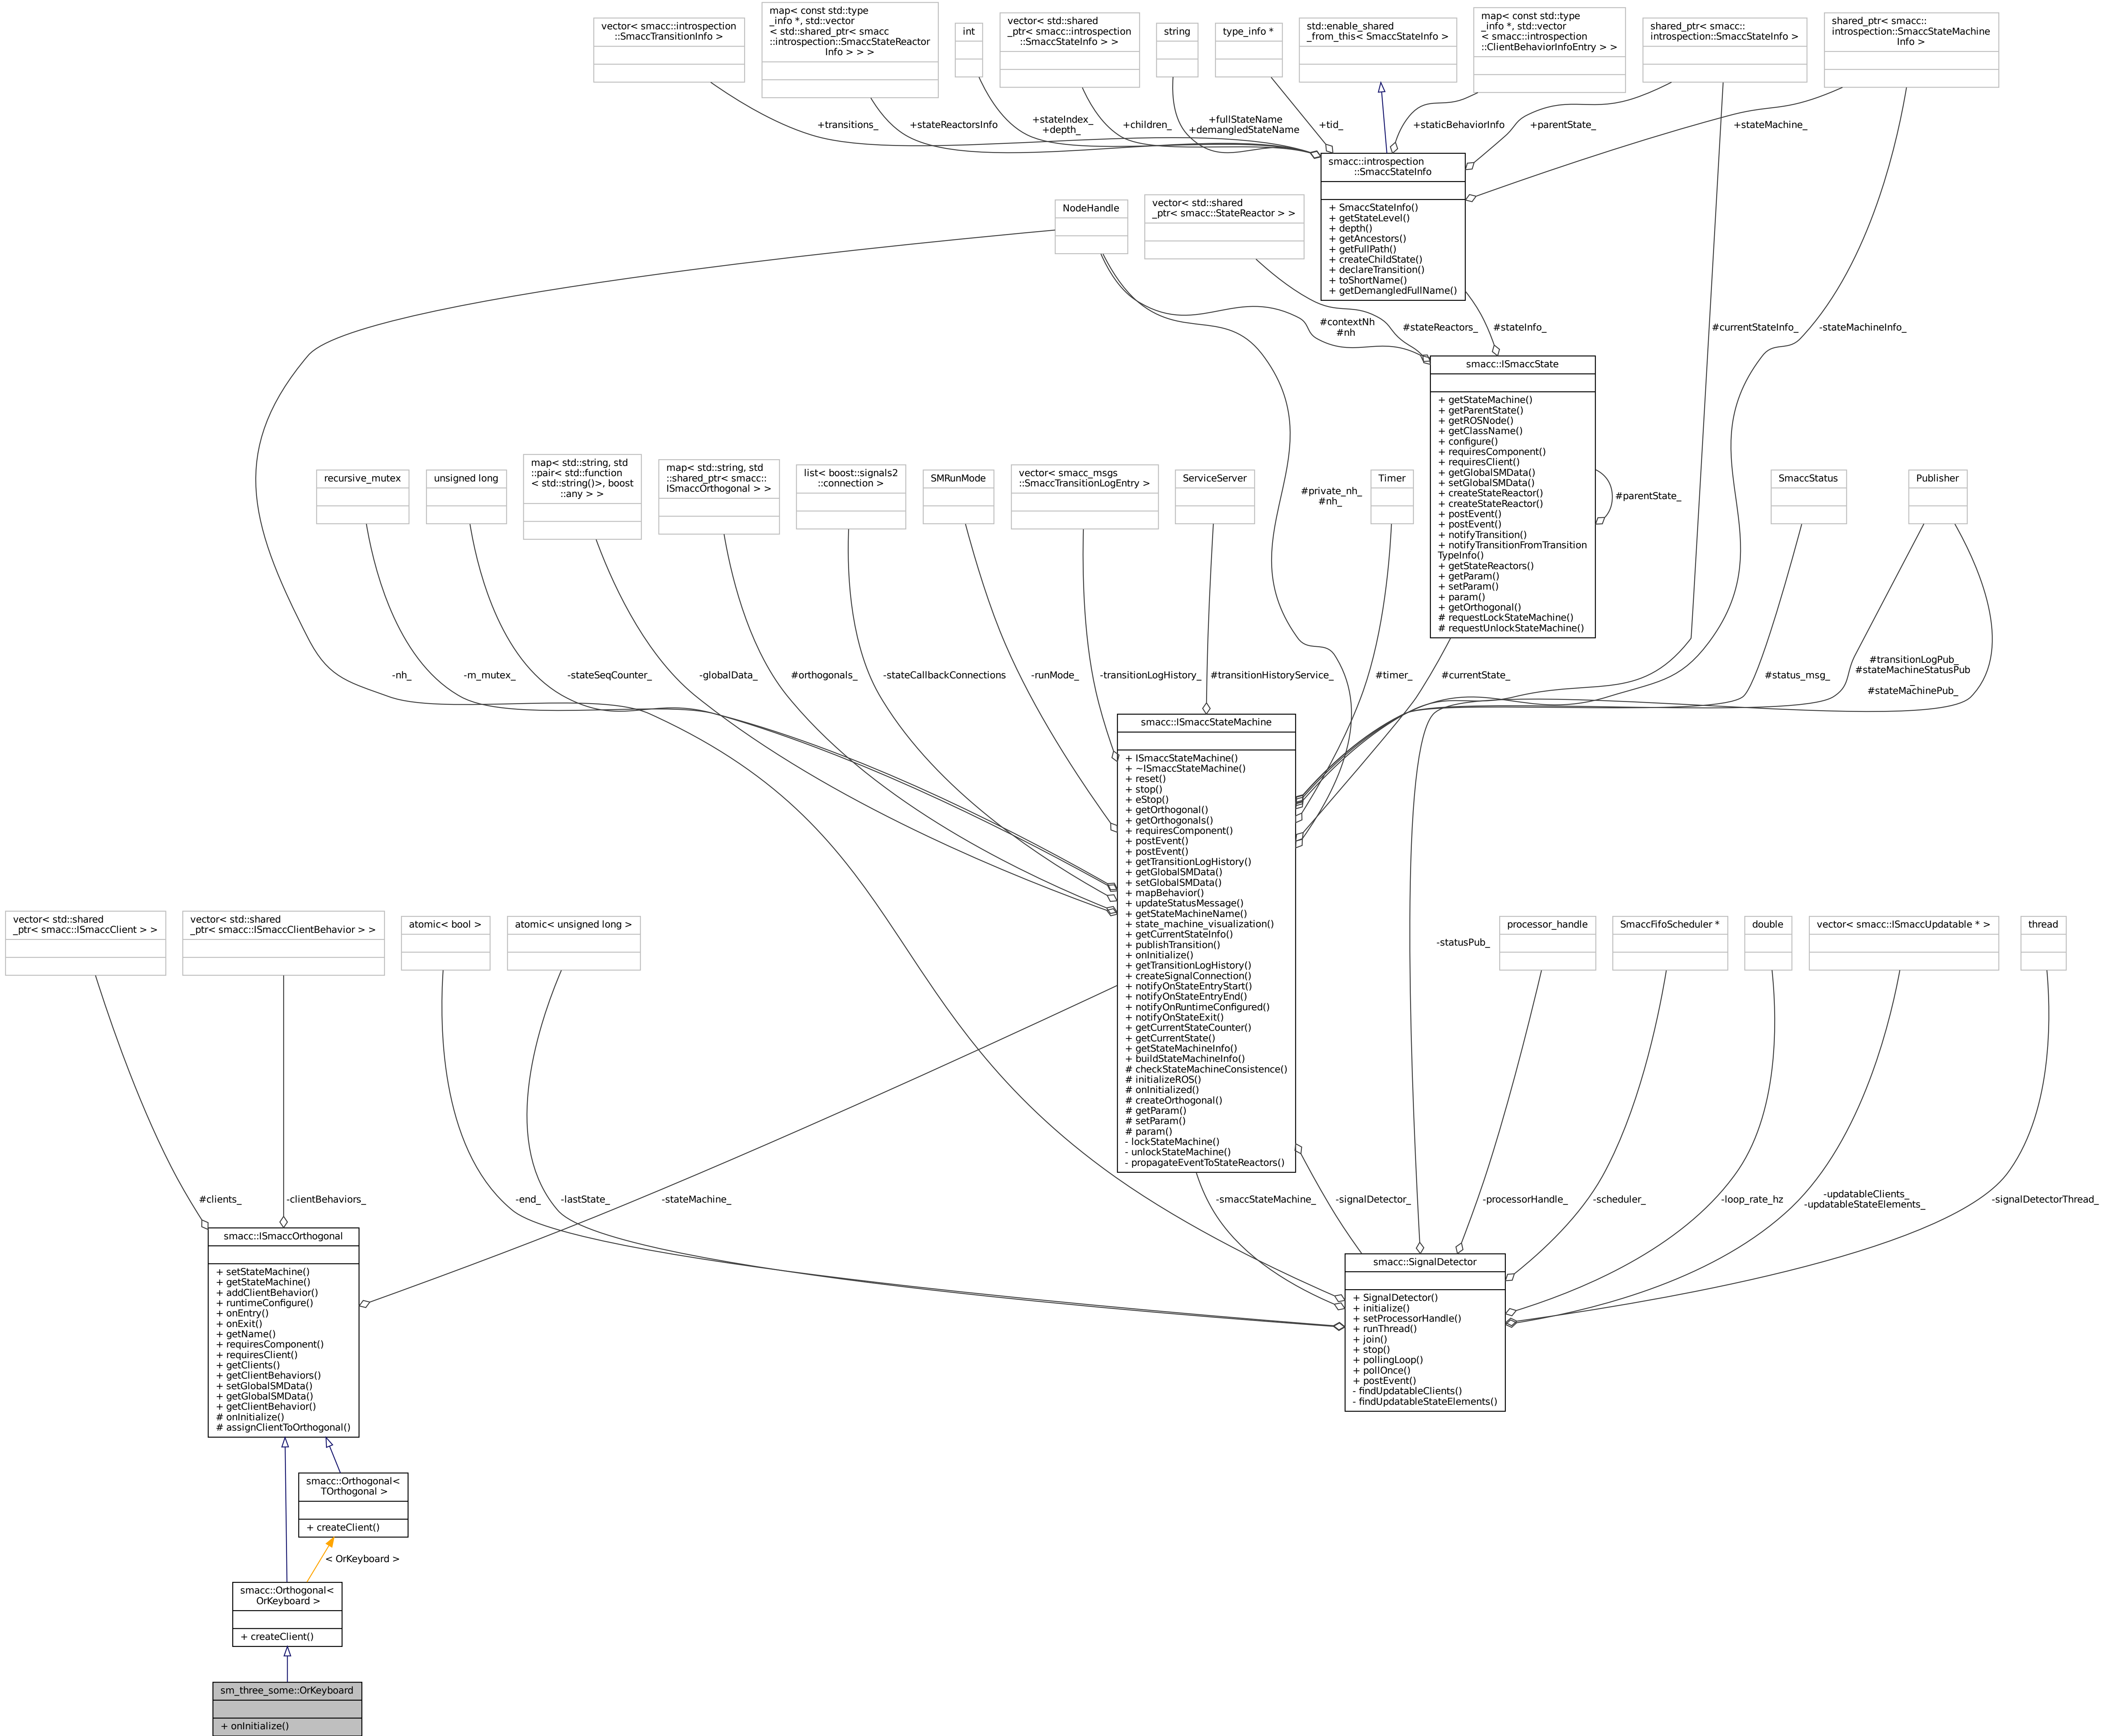 vector< smacc::introspection
::SmaccTransitionInfo >
map< const std::type
_info *, std::vector
< std::shared_ptr< smacc
::introspection::SmaccStateReactor
Info > > >
int
vector< std::shared
_ptr< smacc::introspection
::SmaccStateInfo > >
string
type_info *
std::enable_shared
_from_this< SmaccStateInfo >
map< const std::type
_info *, std::vector
< smacc::introspection
::ClientBehaviorInfoEntry > >
shared_ptr< smacc::
introspection::SmaccStateInfo >
shared_ptr< smacc::
introspection::SmaccStateMachine
Info >
+transitions_
+stateReactorsInfo
+stateIndex_
+depth_
+children_
+fullStateName
+demangledStateName
+tid_
+staticBehaviorInfo
+parentState_
+stateMachine_
smacc::introspection
::SmaccStateInfo
+ SmaccStateInfo()
+ getStateLevel()
+ depth()
+ getAncestors()
+ getFullPath()
+ createChildState()
+ declareTransition()
+ toShortName()
+ getDemangledFullName()
NodeHandle
vector< std::shared
_ptr< smacc::StateReactor > >
#contextNh
#nh
#stateReactors_
#stateInfo_
#currentStateInfo_
-stateMachineInfo_
smacc::ISmaccState
+ getStateMachine()
+ getParentState()
+ getROSNode()
+ getClassName()
+ configure()
+ requiresComponent()
+ requiresClient()
+ getGlobalSMData()
+ setGlobalSMData()
+ createStateReactor()
+ createStateReactor()
+ postEvent()
+ postEvent()
+ notifyTransition()
+ notifyTransitionFromTransition
TypeInfo()
+ getStateReactors()
+ getParam()
+ setParam()
+ param()
+ getOrthogonal()
# requestLockStateMachine()
# requestUnlockStateMachine()
#parentState_
recursive_mutex
unsigned long
map< std::string, std
::pair< std::function
< std::string()>, boost
::any > >
map< std::string, std
::shared_ptr< smacc::
ISmaccOrthogonal > >
list< boost::signals2
::connection >
SMRunMode
vector< smacc_msgs
::SmaccTransitionLogEntry >
ServiceServer
#private_nh_
#nh_
Timer
SmaccStatus
Publisher
-nh_
-m_mutex_
-stateSeqCounter_
-globalData_
#orthogonals_
-stateCallbackConnections
-runMode_
-transitionLogHistory_
#transitionHistoryService_
#timer_
#currentState_
#status_msg_
#transitionLogPub_
#stateMachineStatusPub
_
#stateMachinePub_
smacc::ISmaccStateMachine
+ ISmaccStateMachine()
+ ~ISmaccStateMachine()
+ reset()
+ stop()
+ eStop()
+ getOrthogonal()
+ getOrthogonals()
+ requiresComponent()
+ postEvent()
+ postEvent()
+ getTransitionLogHistory()
+ getGlobalSMData()
+ setGlobalSMData()
+ mapBehavior()
+ updateStatusMessage()
+ getStateMachineName()
+ state_machine_visualization()
+ getCurrentStateInfo()
+ publishTransition()
+ onInitialize()
+ getTransitionLogHistory()
+ createSignalConnection()
+ notifyOnStateEntryStart()
+ notifyOnStateEntryEnd()
+ notifyOnRuntimeConfigured()
+ notifyOnStateExit()
+ getCurrentStateCounter()
+ getCurrentState()
+ getStateMachineInfo()
+ buildStateMachineInfo()
# checkStateMachineConsistence()
# initializeROS()
# onInitialized()
# createOrthogonal()
# getParam()
# setParam()
# param()
- lockStateMachine()
- unlockStateMachine()
- propagateEventToStateReactors()
vector< std::shared
_ptr< smacc::ISmaccClient > >
vector< std::shared
_ptr< smacc::ISmaccClientBehavior > >
atomic< bool >
atomic< unsigned long >
-statusPub_
processor_handle
SmaccFifoScheduler *
double
vector< smacc::ISmaccUpdatable * >
thread
#clients_
-clientBehaviors_
-end_
-lastState_
-stateMachine_
-smaccStateMachine_
-signalDetector_
-processorHandle_
-scheduler_
-loop_rate_hz
-updatableClients_
-updatableStateElements_
-signalDetectorThread_
smacc::ISmaccOrthogonal
+ setStateMachine()
+ getStateMachine()
+ addClientBehavior()
+ runtimeConfigure()
+ onEntry()
+ onExit()
+ getName()
+ requiresComponent()
+ requiresClient()
+ getClients()
+ getClientBehaviors()
+ setGlobalSMData()
+ getGlobalSMData()
+ getClientBehavior()
# onInitialize()
# assignClientToOrthogonal()
smacc::SignalDetector
+ SignalDetector()
+ initialize()
+ setProcessorHandle()
+ runThread()
+ join()
+ stop()
+ pollingLoop()
+ pollOnce()
+ postEvent()
- findUpdatableClients()
- findUpdatableStateElements()
smacc::Orthogonal<
TOrthogonal >
+ createClient()
< OrKeyboard >
smacc::Orthogonal<
OrKeyboard >
+ createClient()
sm_three_some::OrKeyboard
+ onInitialize()